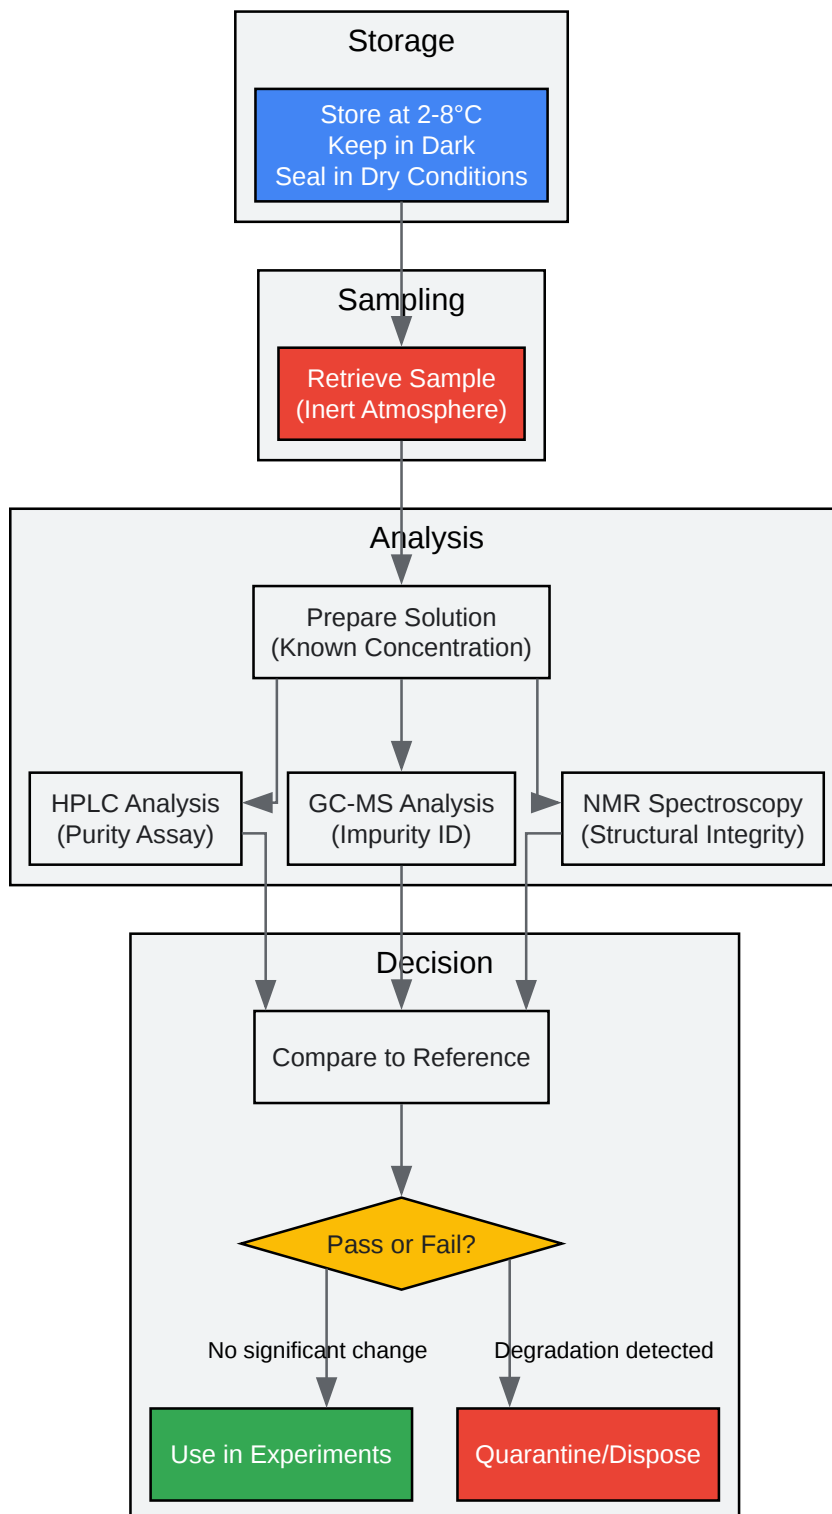 Storage
Store at 2-8°C
Keep in Dark
Seal in Dry Conditions
Sampling
Retrieve Sample
(Inert Atmosphere)
Analysis
Prepare Solution
(Known Concentration)
HPLC Analysis
(Purity Assay)
GC-MS Analysis
(Impurity ID)
NMR Spectroscopy
(Structural Integrity)
Decision
Compare to Reference
Pass or Fail?
No significant change
Degradation detected
Use in Experiments
Quarantine/Dispose